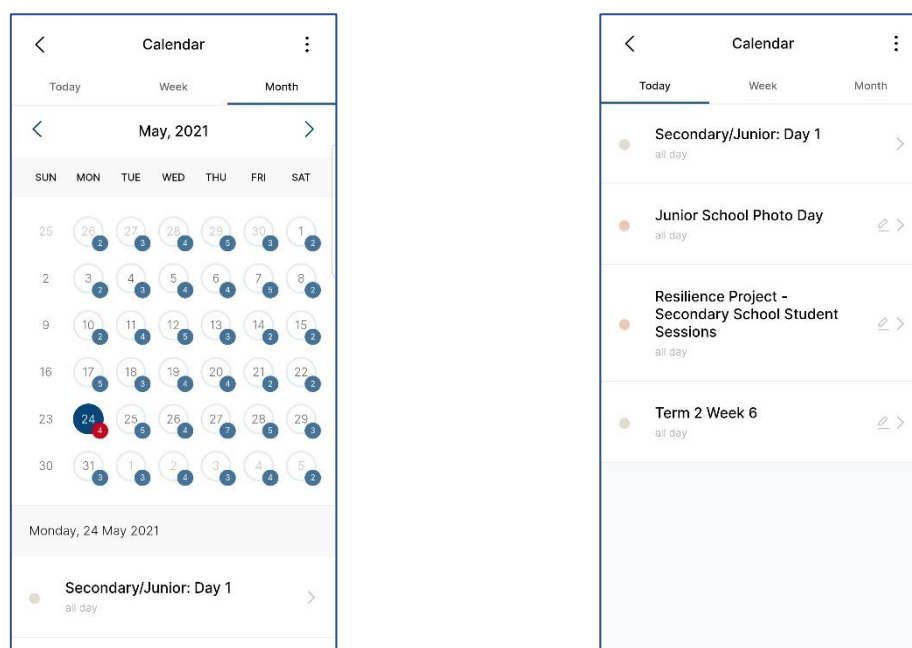 Calendar
Today Week Month
May, 2021
SUN MON TUE WED THU FRI SAT
25 26 2 27 3 28 4 29 5 30 3 1 2
2 3 2 4 3 5 4 6 4 7 5 8 2
9 10 2 11 4 12 5 13 3 14 2 15 2
16 17 5 18 3 19 4 20 4 21 2 22 2
23 24 4 25 5 26 4 27 7 28 5 29 3
30 31 3 1 3 2 4 3 3 4 4 5 2
Monday, 24 May 2021
Secondary/Junior: Day 1
all day
Calendar
Today Week Month
Secondary/Junior: Day 1
all day
Junior School Photo Day
all day
Resilience Project -
Secondary School Student
Sessions
all day
Term 2 Week 6
all day